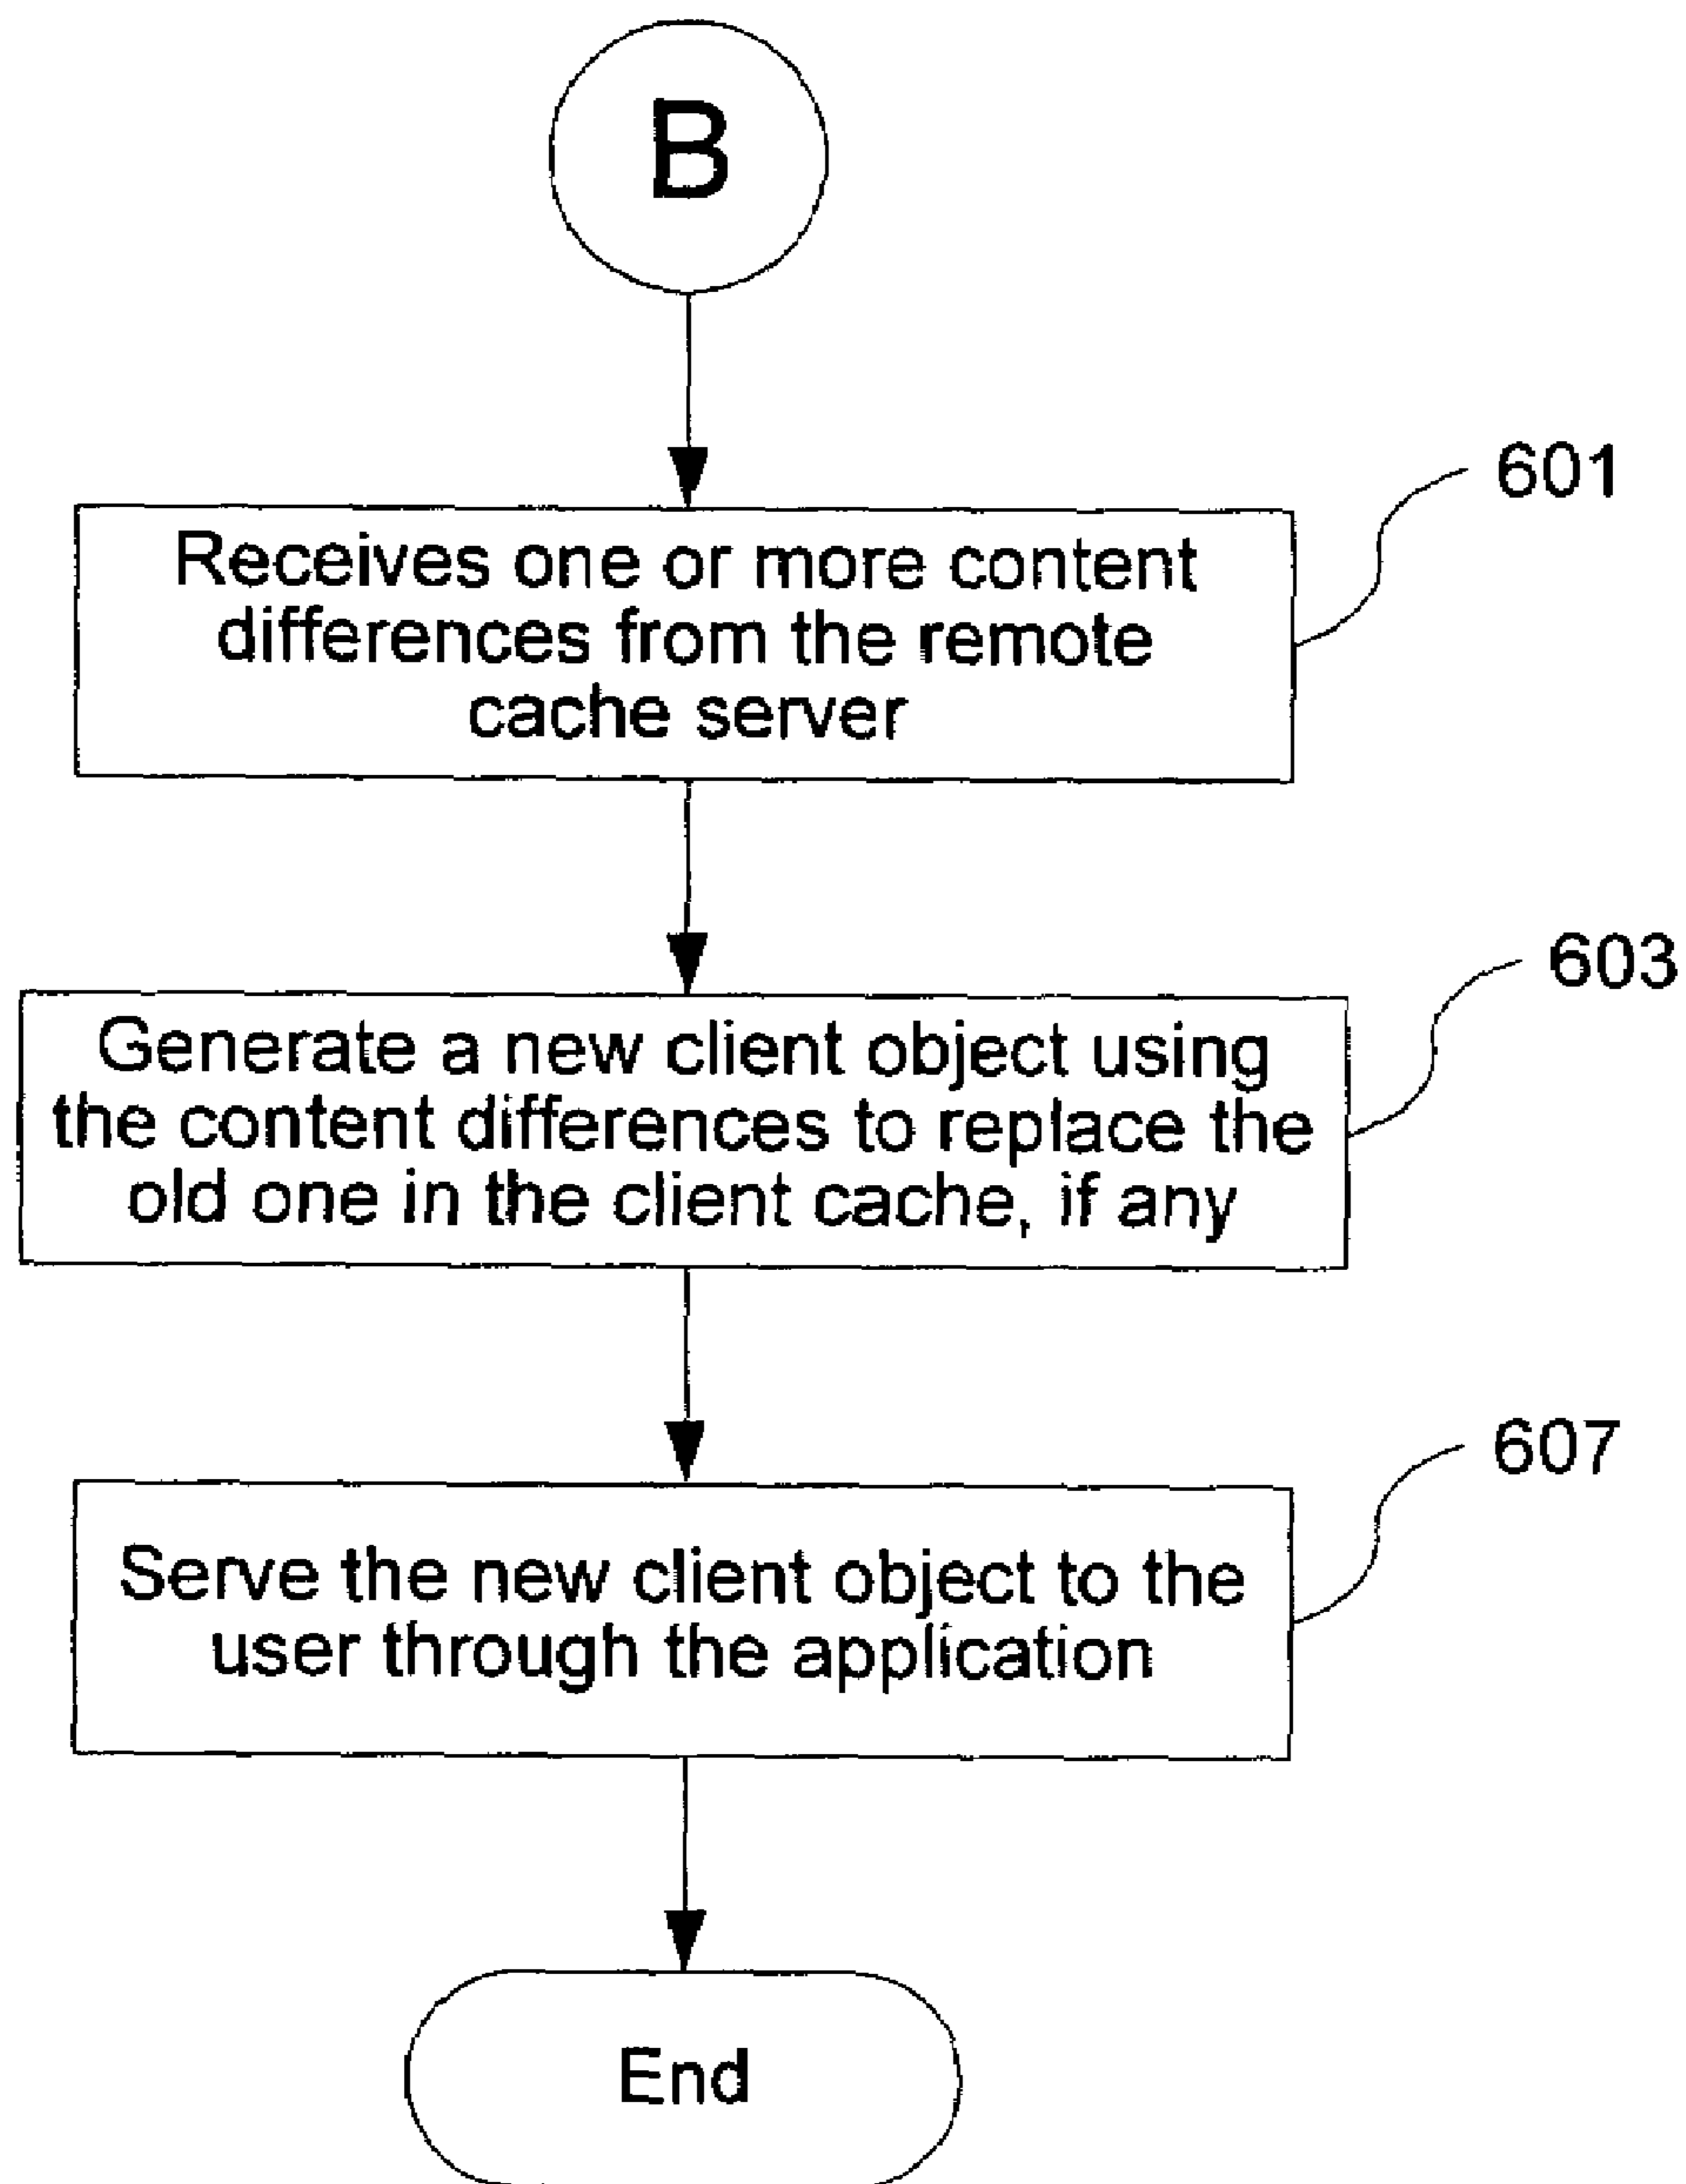 B
601
Receives one or more content
differences from the remote
cache server
603
Generate a new client object using
the content differences to replace the
old one in the client cache, if any
607
Serve the new client object to the
user through the application
End